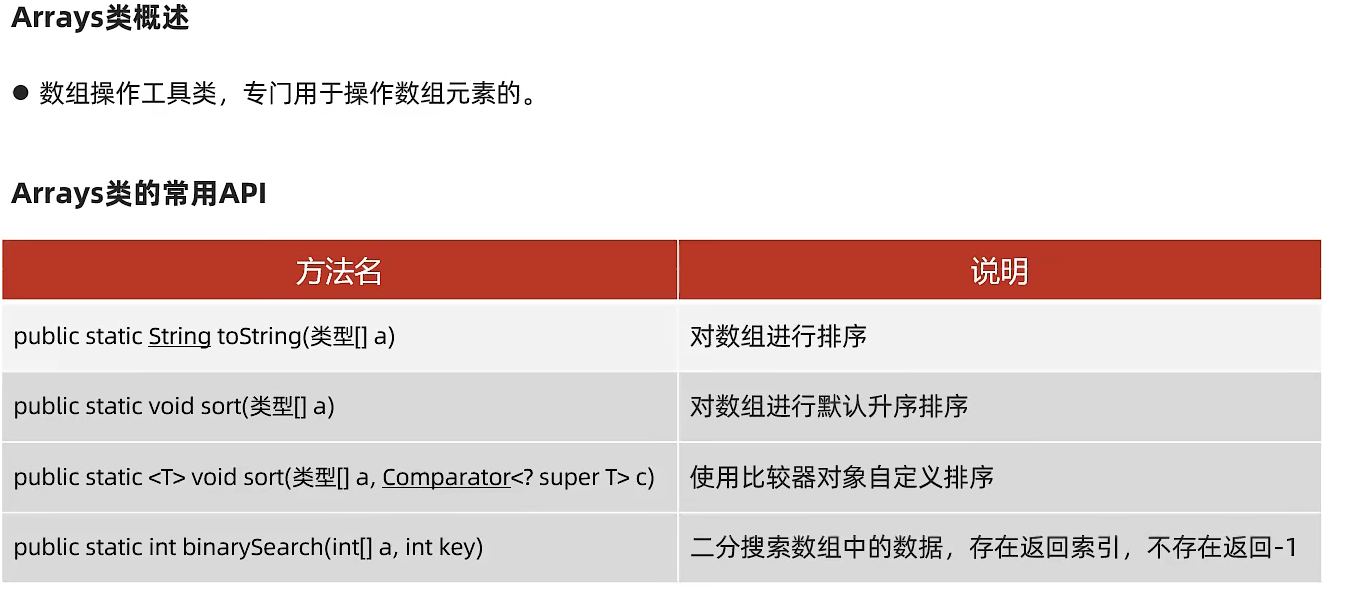 Arrays类概述
● 数组操作工具类，专门用于操作数组元素的。
Arrays类的常用API
方法名 说明
public static String toString(类型[] a) 对数组进行排序
public static void sort(类型[] a) 对数组进行默认升序排序
public static <T> void sort(类型[] a, Comparator<? super T> c) 使用比较器对象自定义排序
public static int binarySearch(int[] a, int key) 二分搜索数组中的数据，存在返回索引，不存在返回-1